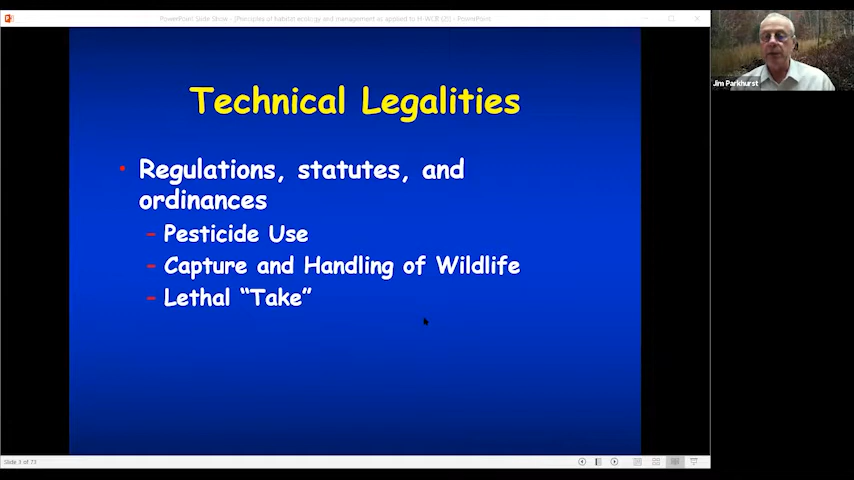 PowerPoint Slide Show - [Principles of habitat ecology and management as applied to H-WCR (2)] - PowerPoint
Jim Parkhurst
Technical Legalities
• Regulations, statutes, and
ordinances
– Pesticide Use
– Capture and Handling of Wildlife
– Lethal “Take”
Slide 3 of 73